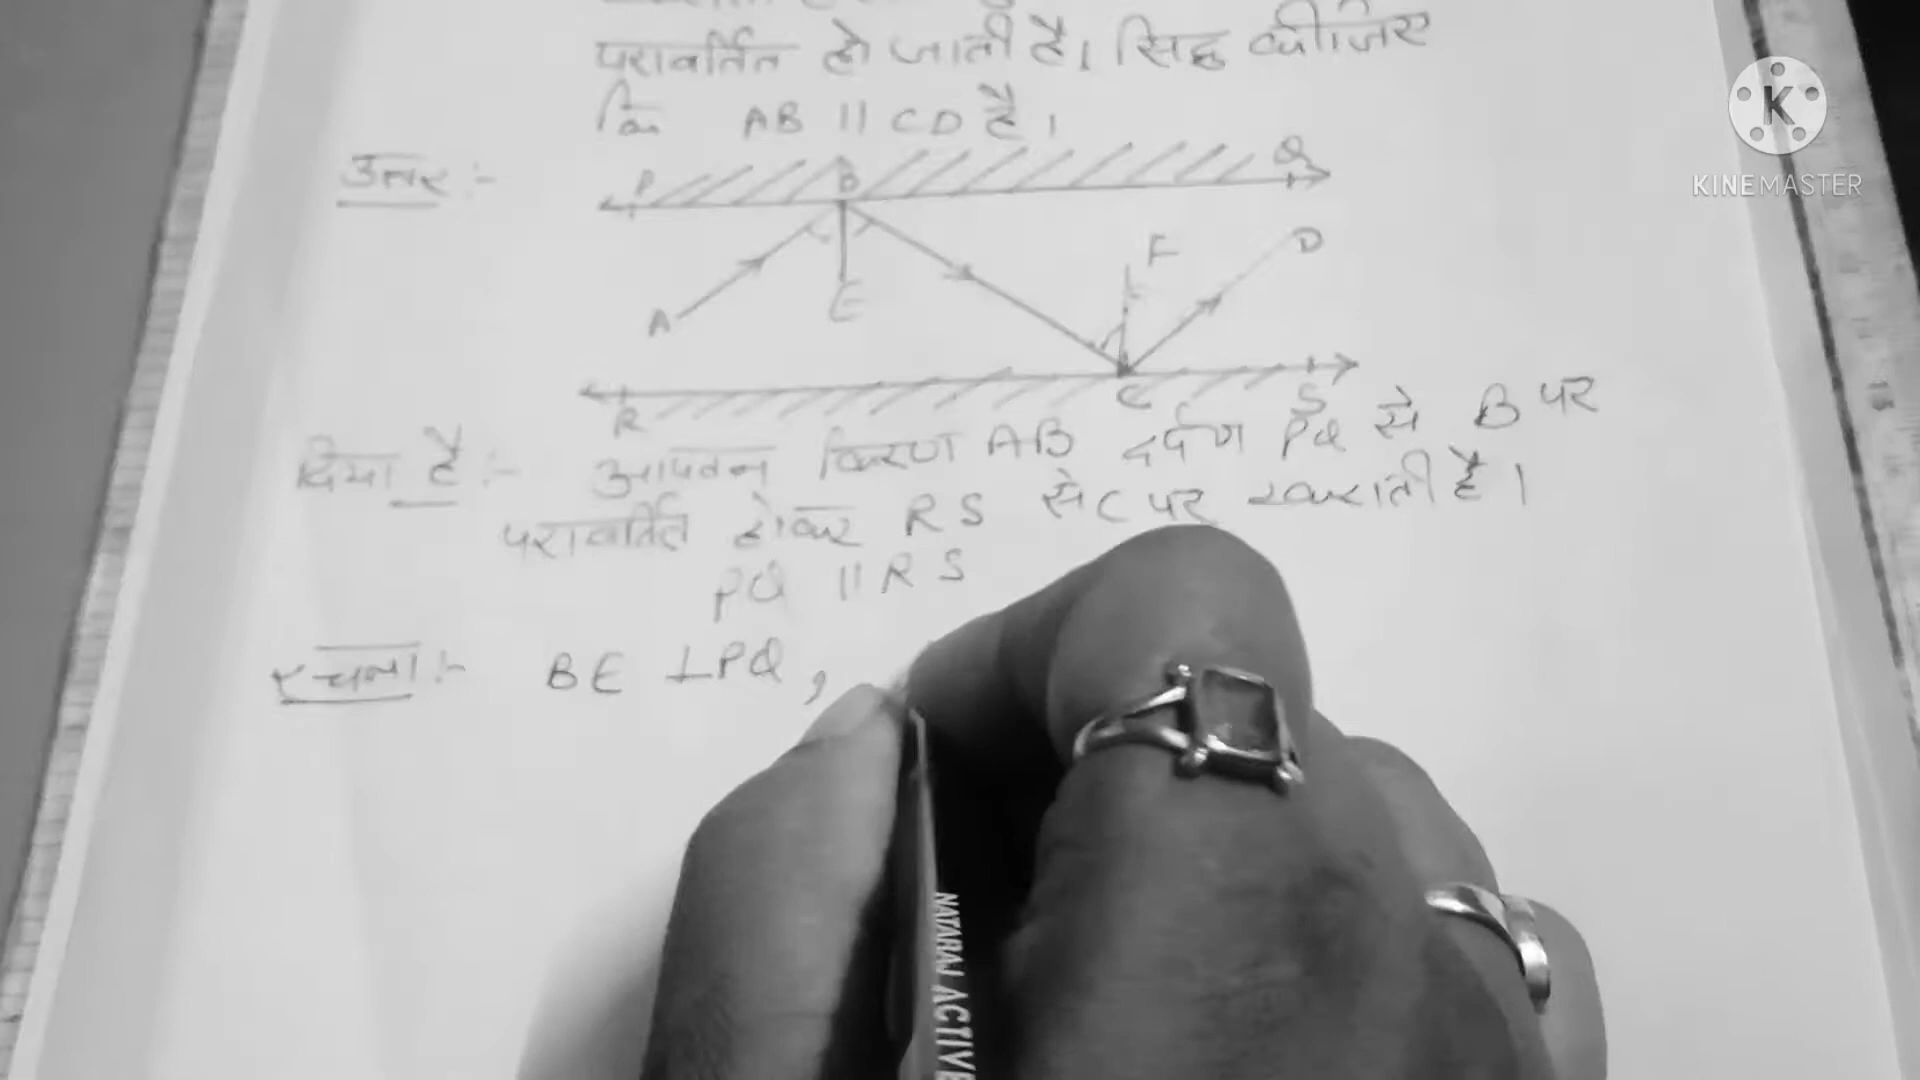 परावर्तित हो जाती है। सिद्ध कीजिए
कि AB || CD है।
KINEMASTER
उत्तर :-
P B Q
F D
A E
R C S
दिया है :- आपतन किरण AB दर्पण PQ से B पर
परावर्तित होकर RS से C पर टकराती है।
PQ || RS
रचना :- BE ⊥ PQ,
NATARAJ ACTIVE